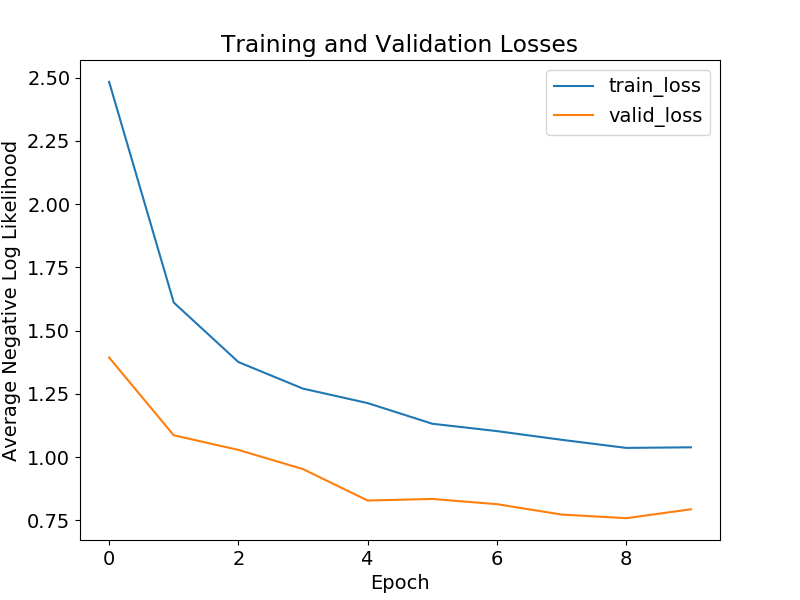 Training and Validation Losses
train_loss
valid_loss
Average Negative Log Likelihood
2.50
2.25
2.00
1.75
1.50
1.25
1.00
0.75
0 2 4 6 8
Epoch